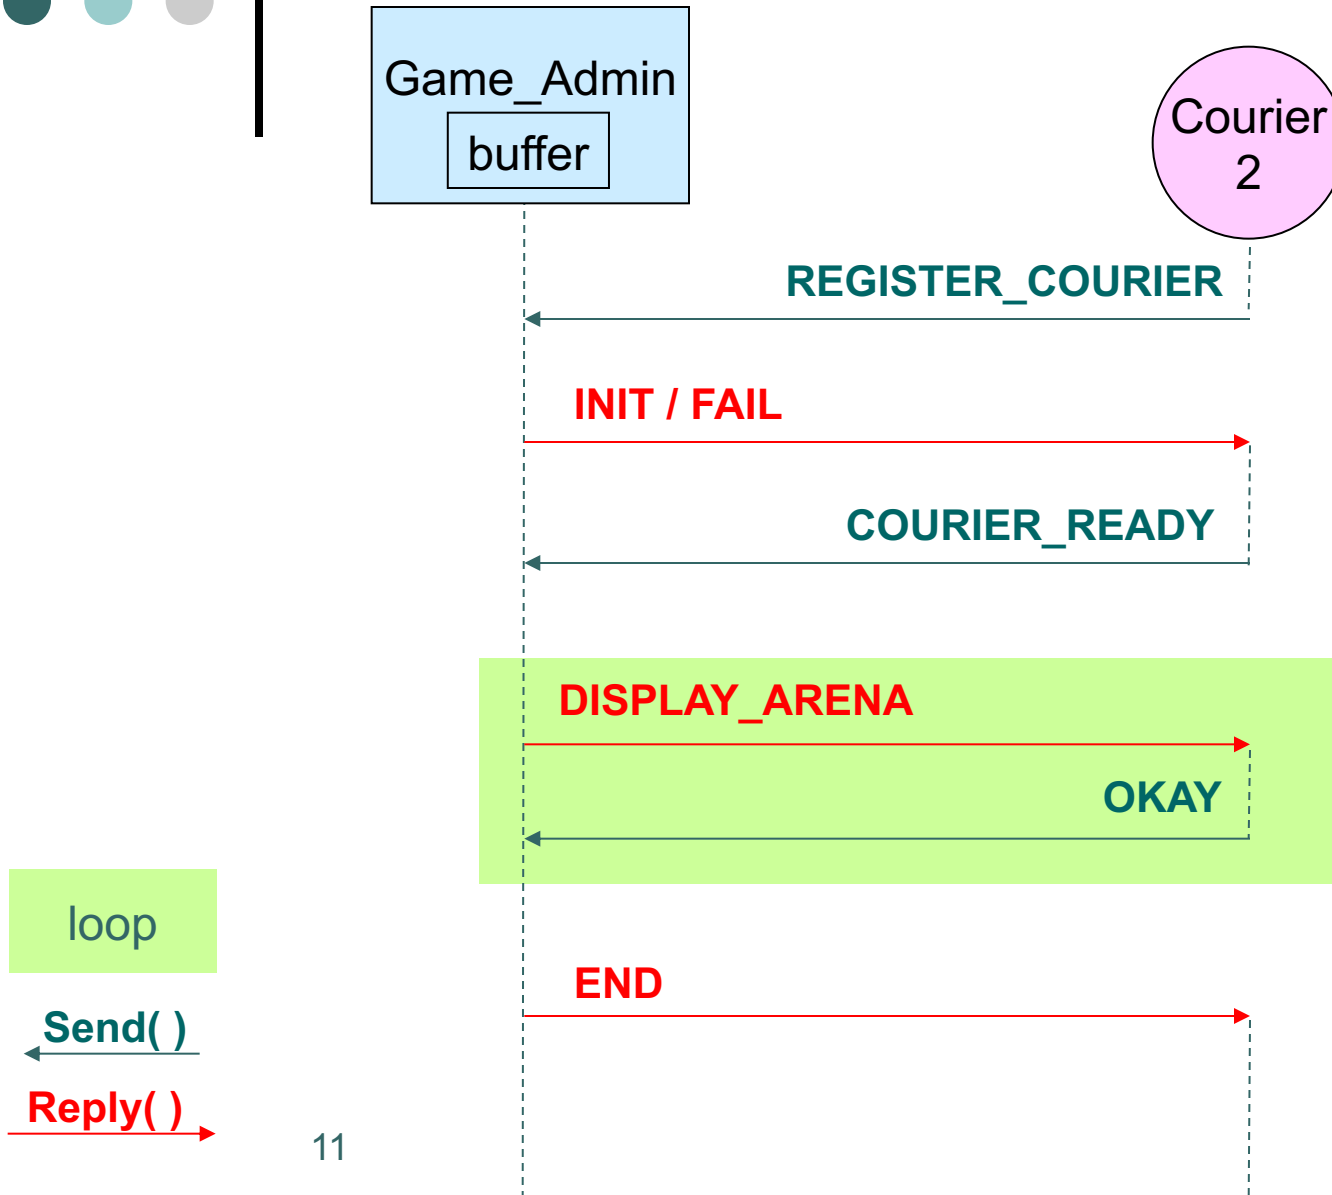 Game_Admin
buffer
Courier
2
REGISTER_COURIER
INIT / FAIL
COURIER_READY
DISPLAY_ARENA
OKAY
loop
END
Send( )
Reply( )
11